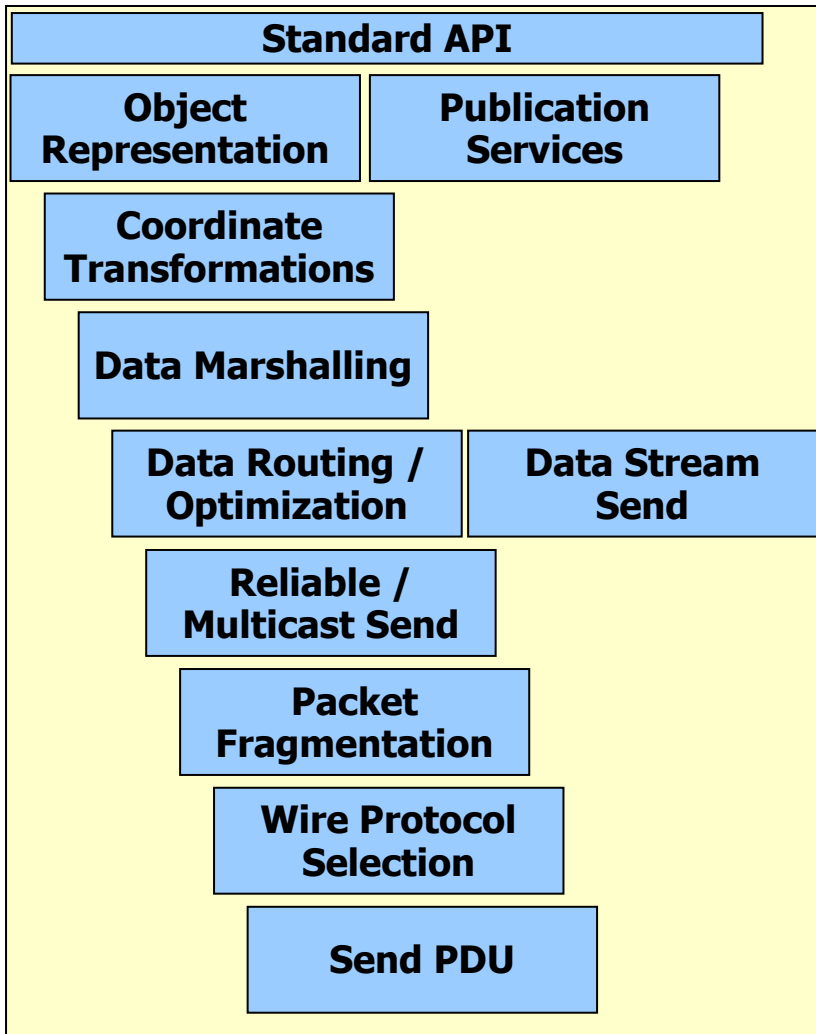 Standard API
Object
Representation
Publication
Services
Coordinate
Transformations
Data Marshalling
Data Routing /
Optimization
Data Stream
Send
Reliable /
Multicast Send
Packet
Fragmentation
Wire Protocol
Selection
Send PDU